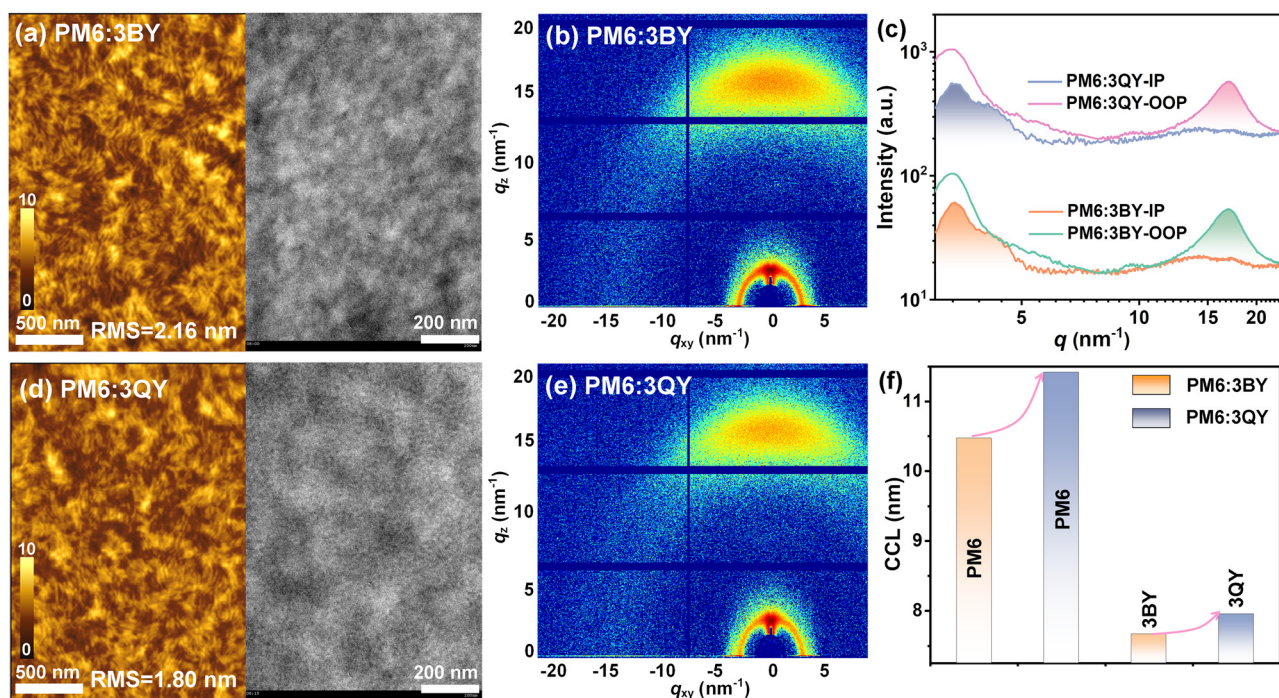 (a) PM6:3BY
10
0
500 nm
RMS=2.16 nm
200 nm
(b) PM6:3BY
20
15
10
5
0
qz (nm-1)
-20 -15 -10 -5 0 5
qxy (nm-1)
(c)
10³
10²
10¹
Intensity (a.u.)
PM6:3QY-IP
PM6:3QY-OOP
PM6:3BY-IP
PM6:3BY-OOP
5 10 15 20
q (nm-1)
(d) PM6:3QY
10
0
500 nm
RMS=1.80 nm
200 nm
(e) PM6:3QY
20
15
10
5
0
qz (nm-1)
-20 -15 -10 -5 0 5
qxy (nm-1)
(f)
PM6:3BY
PM6:3QY
11
10
9
8
CCL (nm)
PM6
PM6
3BY
3QY